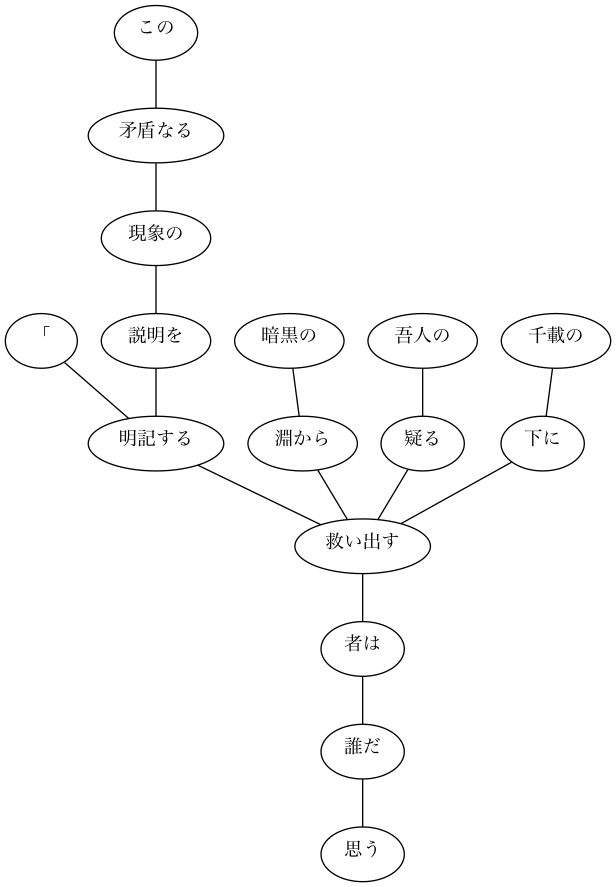 この
矛盾なる
現象の
「
説明を
暗黒の
吾人の
千載の
明記する
淵から
疑る
下に
救い出す
者は
誰だ
思う